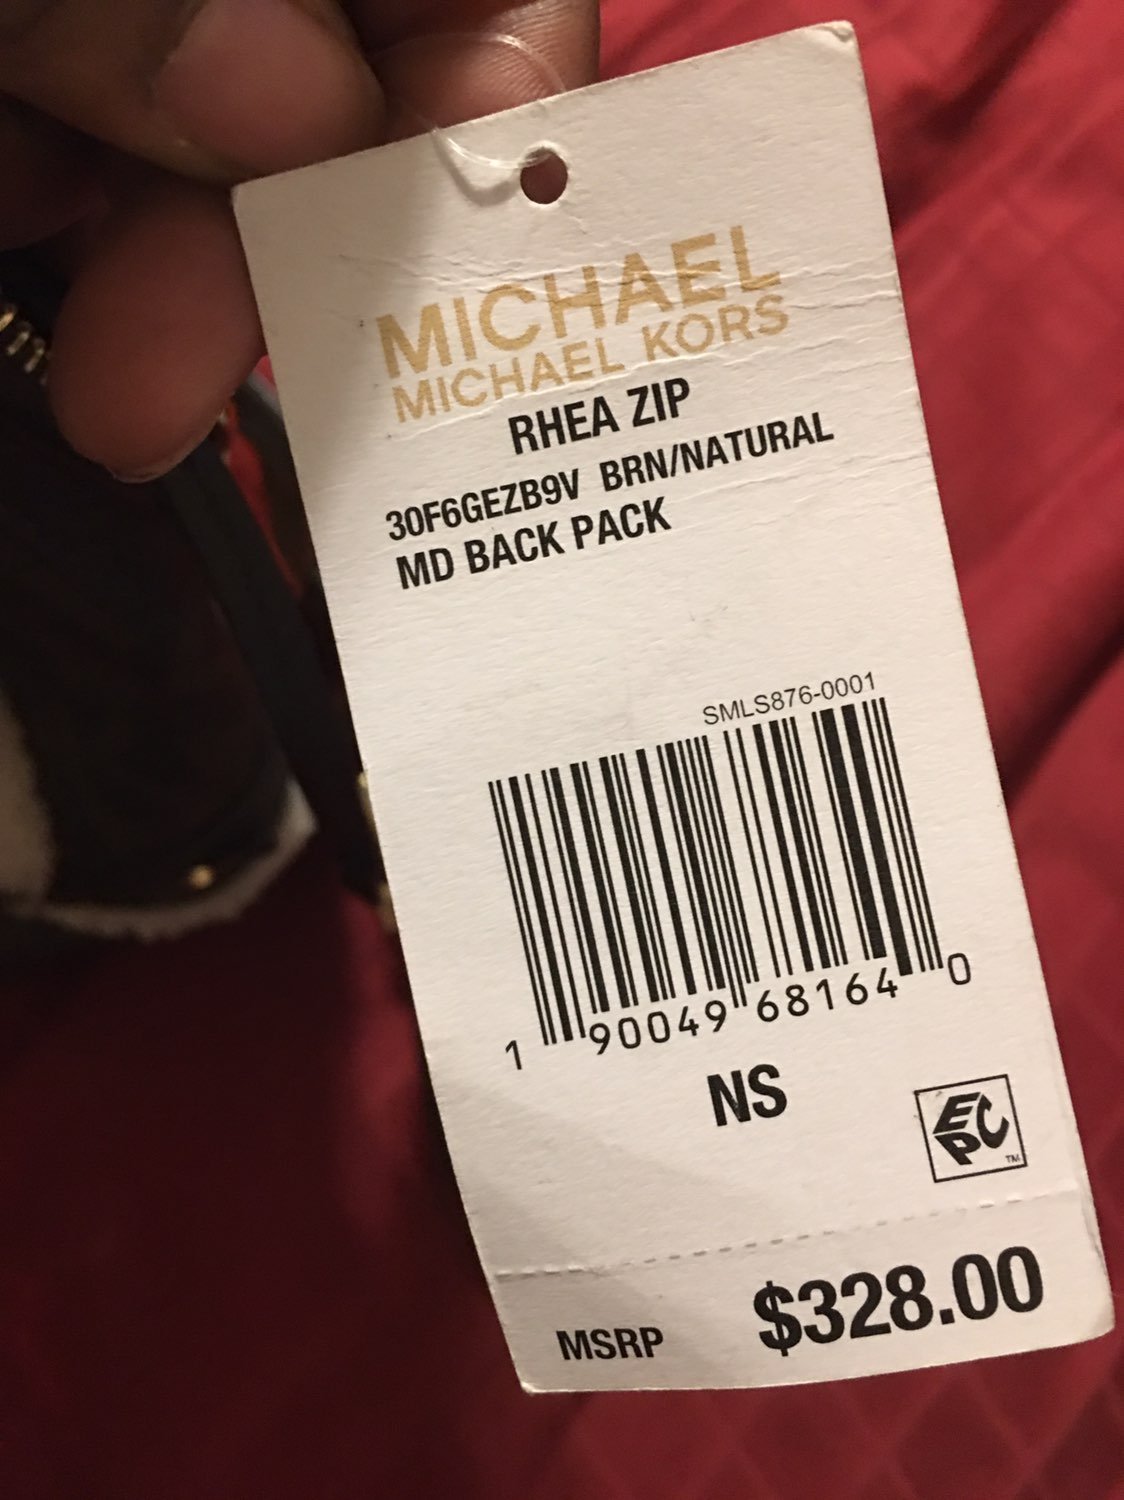 MICHAEL
MICHAEL KORS
RHEA ZIP
30F6GEZB9V BRN/NATURAL
MD BACK PACK
SMLS876-0001
1 90049 68164 0
NS
EPC TM
MSRP $328.00